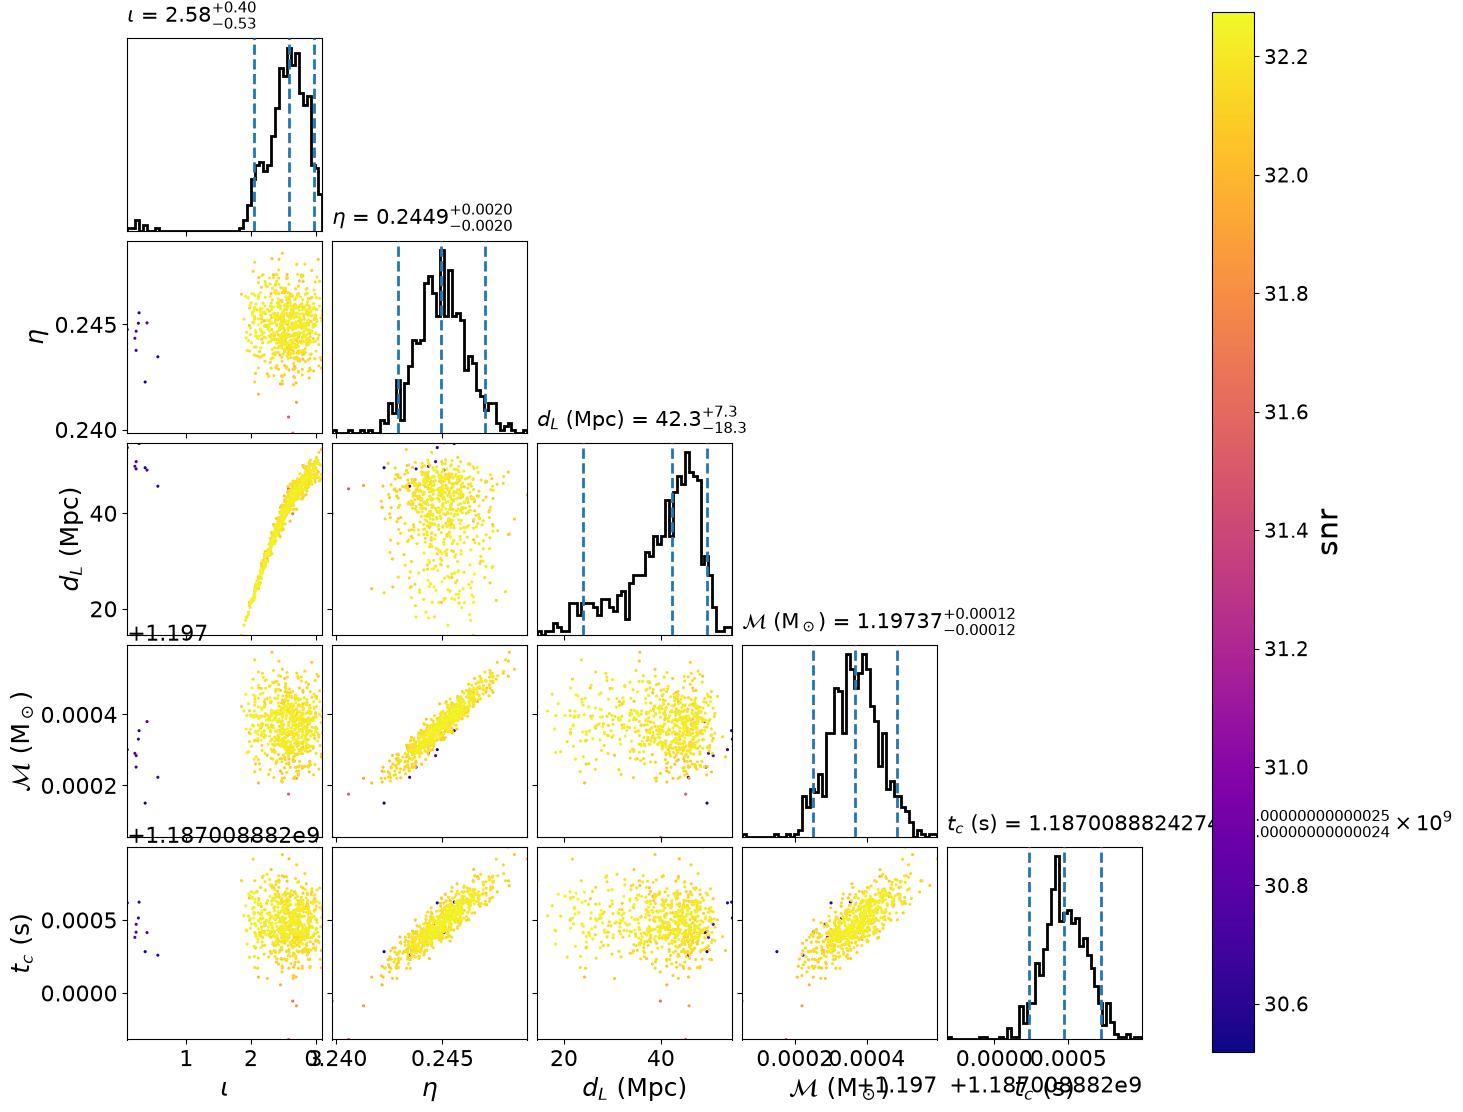 ι = 2.58+0.40 −0.53
32.2
32.0
η = 0.2449+0.0020 −0.0020
31.8
η
0.245
0.240
31.6
d_L (Mpc) = 42.3+7.3 −18.3
31.4
snr
d_L (Mpc)
40
20
31.2
+1.197
ℳ (M⊙) = 1.19737+0.00012 −0.00012
31.0
ℳ (M⊙)
0.0004
0.0002
+1.187008882e9
t_c (s) = 1.1870088824274
.00000000000025 .00000000000024 × 10^9
30.8
t_c (s)
0.0005
0.0000
30.6
1 2 3 0.240 0.245 20 40 0.0002 0.0004 0.0000 0.0005
ι η d_L (Mpc) ℳ (M⊙) t_c (s)
+1.197 +1.187008882e9